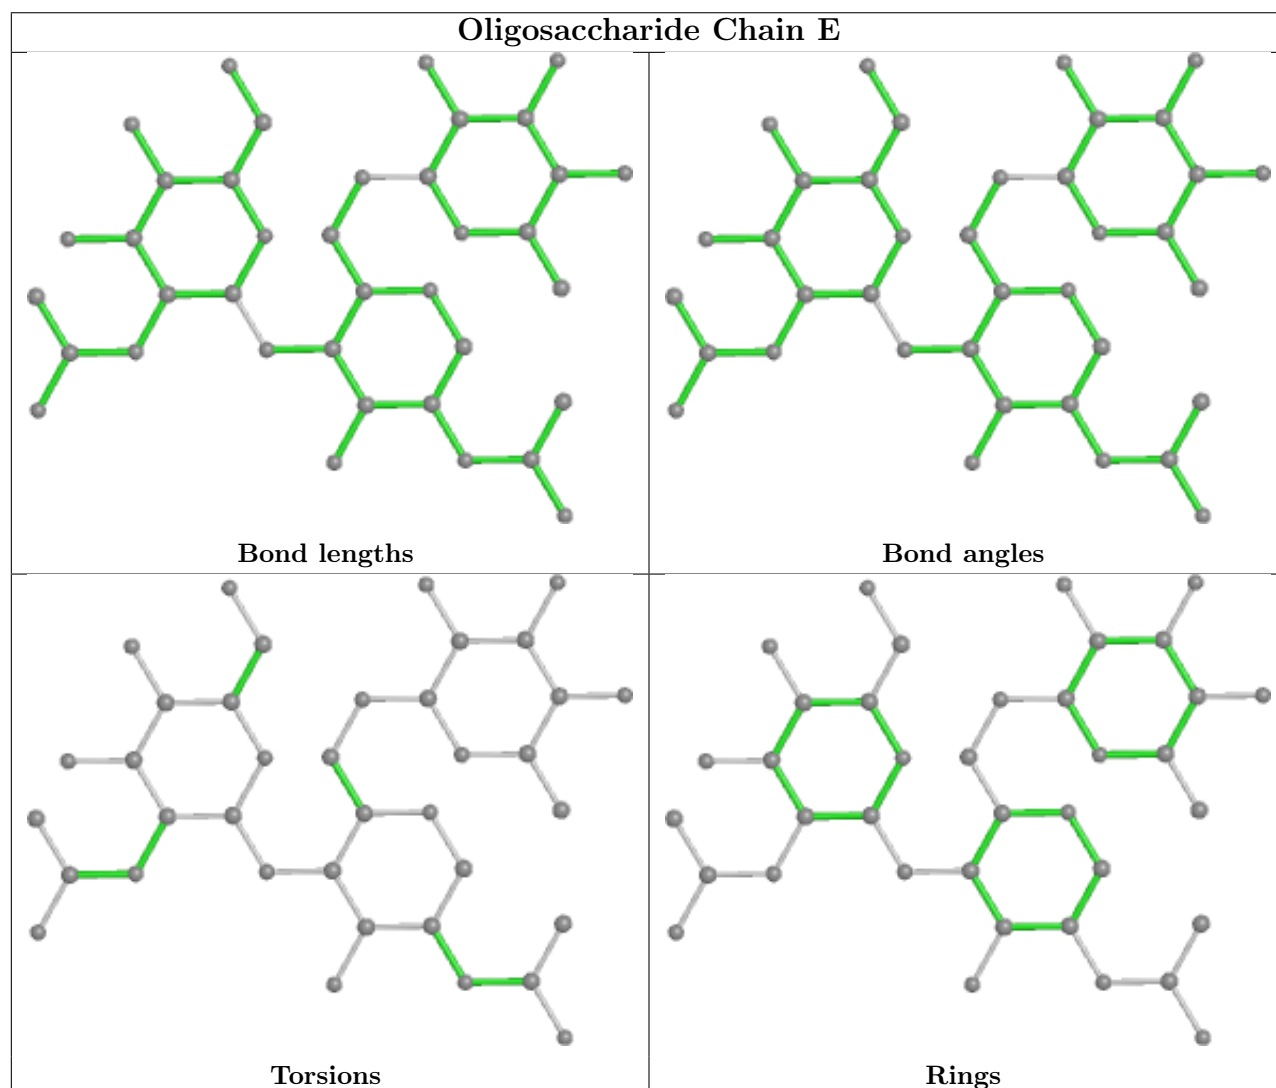 Oligosaccharide Chain E
Bond lengths
Bond angles
Torsions
Rings